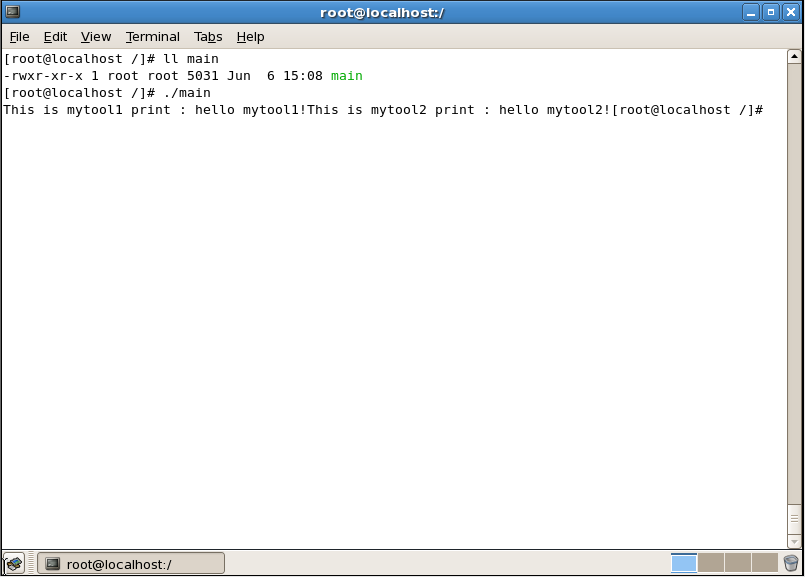 root@localhost:/
File Edit View Terminal Tabs Help
[root@localhost /]# ll main
-rwxr-xr-x 1 root root 5031 Jun  6 15:08 main
[root@localhost /]# ./main
This is mytool1 print : hello mytool1!This is mytool2 print : hello mytool2![root@localhost /]#
root@localhost:/